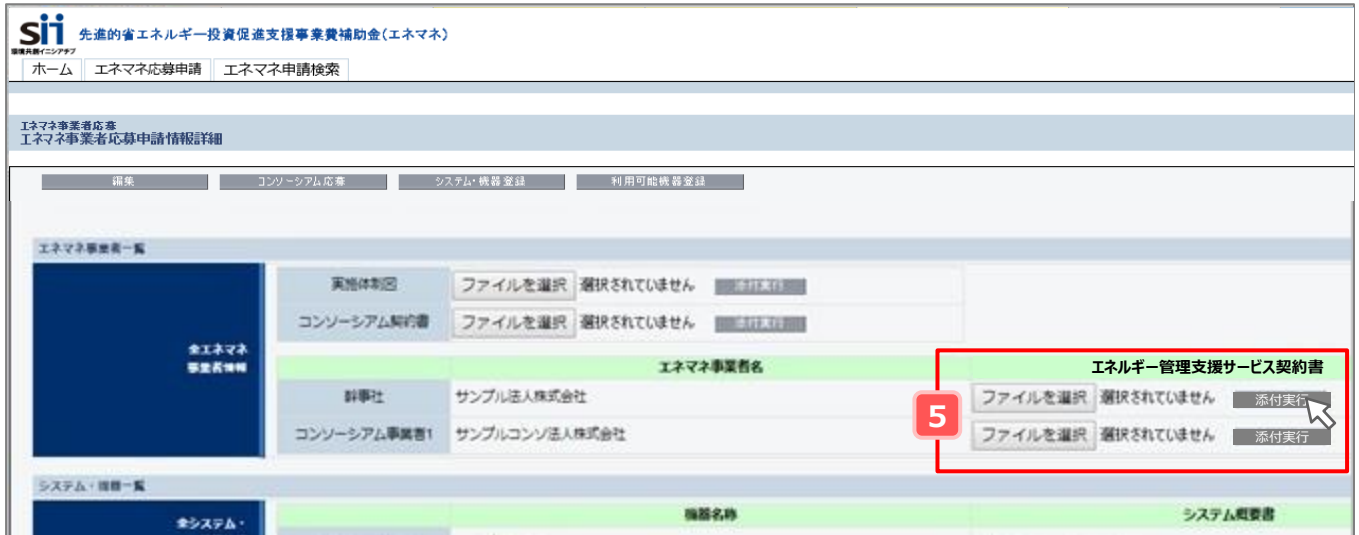 Sii 先進的省エネルギー投資促進支援事業費補助金(エネマネ)
環境共創イニシアチブ
ホーム エネマネ応募申請 エネマネ申請検索
エネマネ事業者応募
エネマネ事業者応募申請情報詳細
編集 コンソーシアム応募 システム・機器登録 利用可能機器登録
エネマネ事業者一覧
実施体制図 ファイルを選択 選択されていません 添付実行
コンソーシアム契約書 ファイルを選択 選択されていません 添付実行
全エネマネ
事業者情報
エネマネ事業者名 エネルギー管理支援サービス契約書
幹事社 サンプル法人株式会社 ファイルを選択 選択されていません 添付実行
5
コンソーシアム事業者1 サンプルコンソ法人株式会社 ファイルを選択 選択されていません 添付実行
システム・機器一覧
全システム・
機器名称 システム概要書